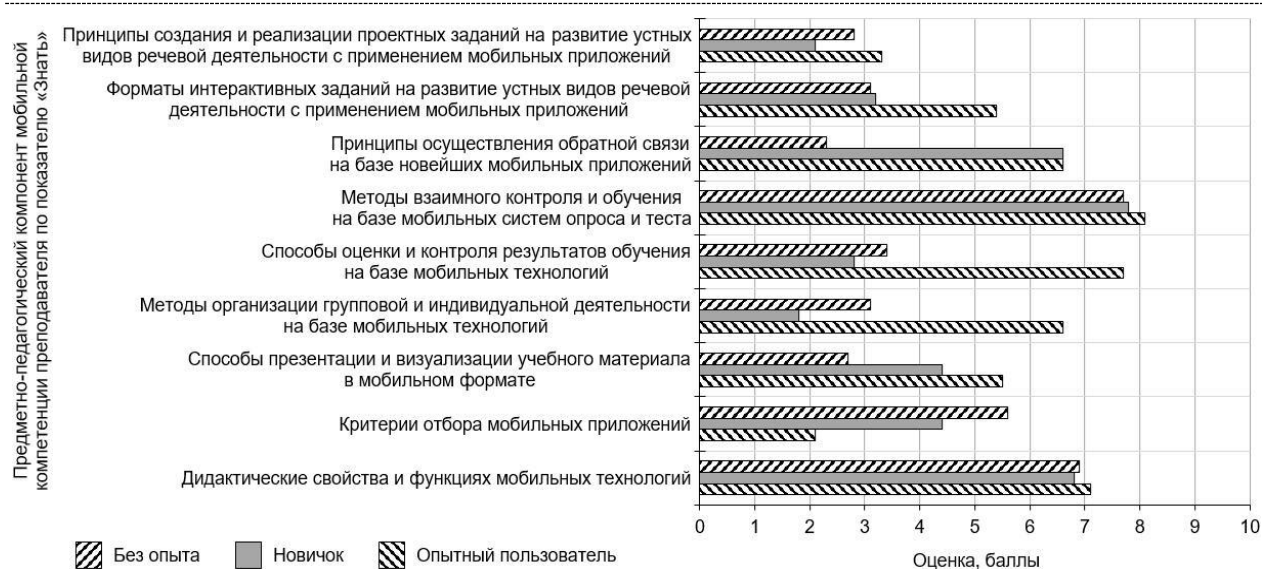 Предметно-педагогический компонент мобильной
компетенции преподавателя по показателю «Знать»
Принципы создания и реализации проектных заданий на развитие устных
видов речевой деятельности с применением мобильных приложений
Форматы интерактивных заданий на развитие устных видов речевой
деятельности с применением мобильных приложений
Принципы осуществления обратной связи
на базе новейших мобильных приложений
Методы взаимного контроля и обучения
на базе мобильных систем опроса и теста
Способы оценки и контроля результатов обучения
на базе мобильных технологий
Методы организации групповой и индивидуальной деятельности
на базе мобильных технологий
Способы презентации и визуализации учебного материала
в мобильном формате
Критерии отбора мобильных приложений
Дидактические свойства и функциях мобильных технологий
0 1 2 3 4 5 6 7 8 9 10
Оценка, баллы
Без опыта Новичок Опытный пользователь